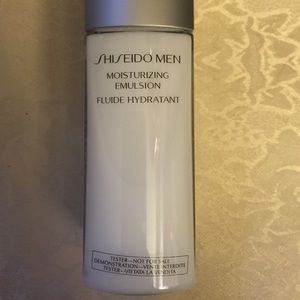 SHISEIDO MEN
MOISTURIZING
EMULSION
FLUIDE HYDRATANT
TESTER–NOT FOR SALE
DEMONSTRATION–VENTE INTERDITE
TESTER–VIETATA LA VENDITA